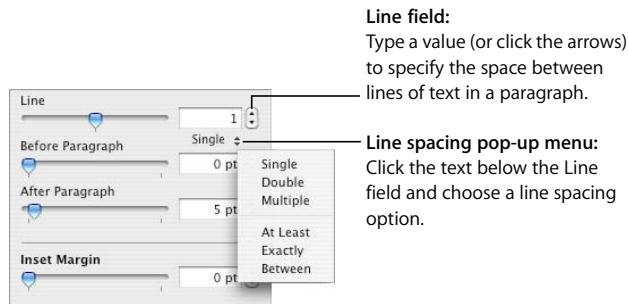 Line field:
Type a value (or click the arrows)
to specify the space between
lines of text in a paragraph.
Line
1
Single
Line spacing pop-up menu:
Click the text below the Line
field and choose a line spacing
option.
Before Paragraph
0 pt
After Paragraph
5 pt
Inset Margin
0 pt
Single
Double
Multiple
At Least
Exactly
Between